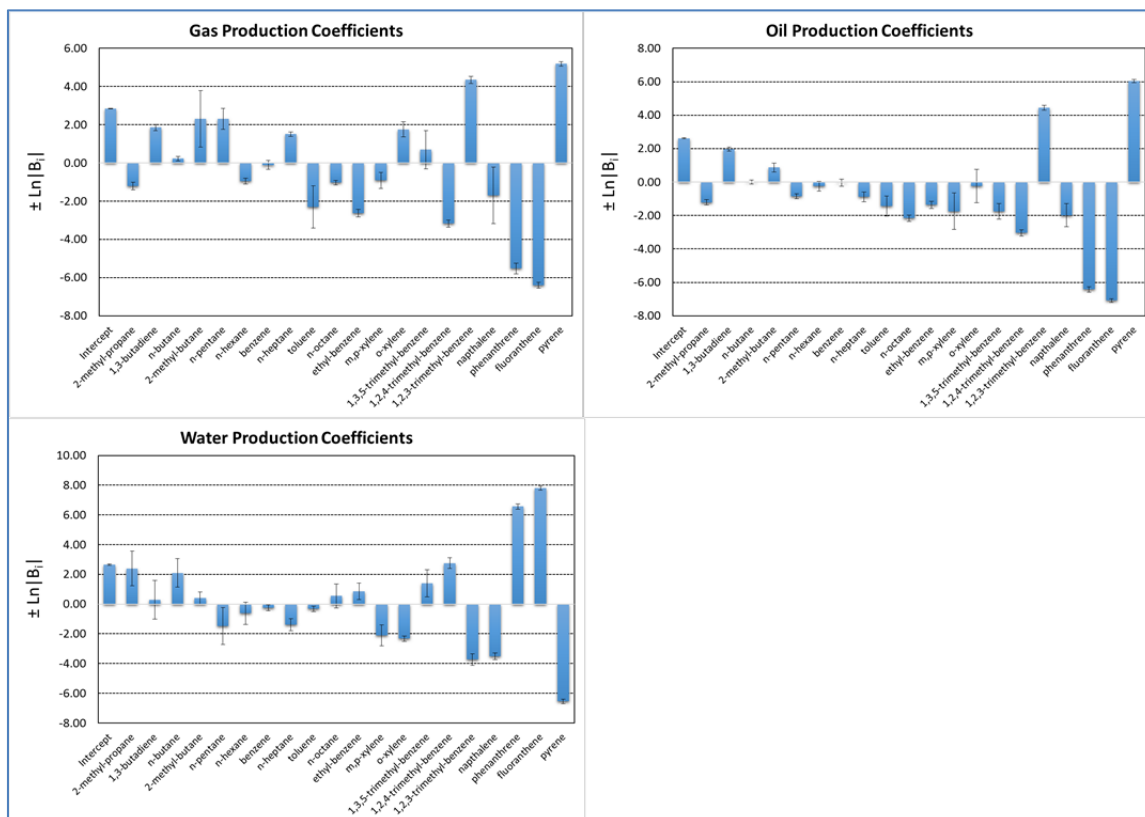 Gas Production Coefficients
± Ln|Bᵢ|
6.00
4.00
2.00
0.00
-2.00
-4.00
-6.00
-8.00
Intercept
2-methyl-propane
1,3-butadiene
n-butane
2-methyl-butane
n-pentane
n-hexane
benzene
n-heptane
toluene
n-octane
ethyl-benzene
m,p-xylene
o-xylene
1,3,5-trimethyl-benzene
1,2,4-trimethyl-benzene
1,2,3-trimethyl-benzene
napthalene
phenanthrene
fluoranthene
pyrene
Oil Production Coefficients
± Ln|Bᵢ|
8.00
6.00
4.00
2.00
0.00
-2.00
-4.00
-6.00
-8.00
Intercept
2-methyl-propane
1,3-butadiene
n-butane
2-methyl-butane
n-pentane
n-hexane
benzene
n-heptane
toluene
n-octane
ethyl-benzene
m,p-xylene
o-xylene
1,3,5-trimethyl-benzene
1,2,4-trimethyl-benzene
1,2,3-trimethyl-benzene
napthalene
phenanthrene
fluoranthene
pyrene
Water Production Coefficients
± Ln|Bᵢ|
10.00
8.00
6.00
4.00
2.00
0.00
-2.00
-4.00
-6.00
-8.00
Intercept
2-methyl-propane
1,3-butadiene
n-butane
2-methyl-butane
n-pentane
n-hexane
benzene
n-heptane
toluene
n-octane
ethyl-benzene
m,p-xylene
o-xylene
1,3,5-trimethyl-benzene
1,2,4-trimethyl-benzene
1,2,3-trimethyl-benzene
napthalene
phenanthrene
fluoranthene
pyrene